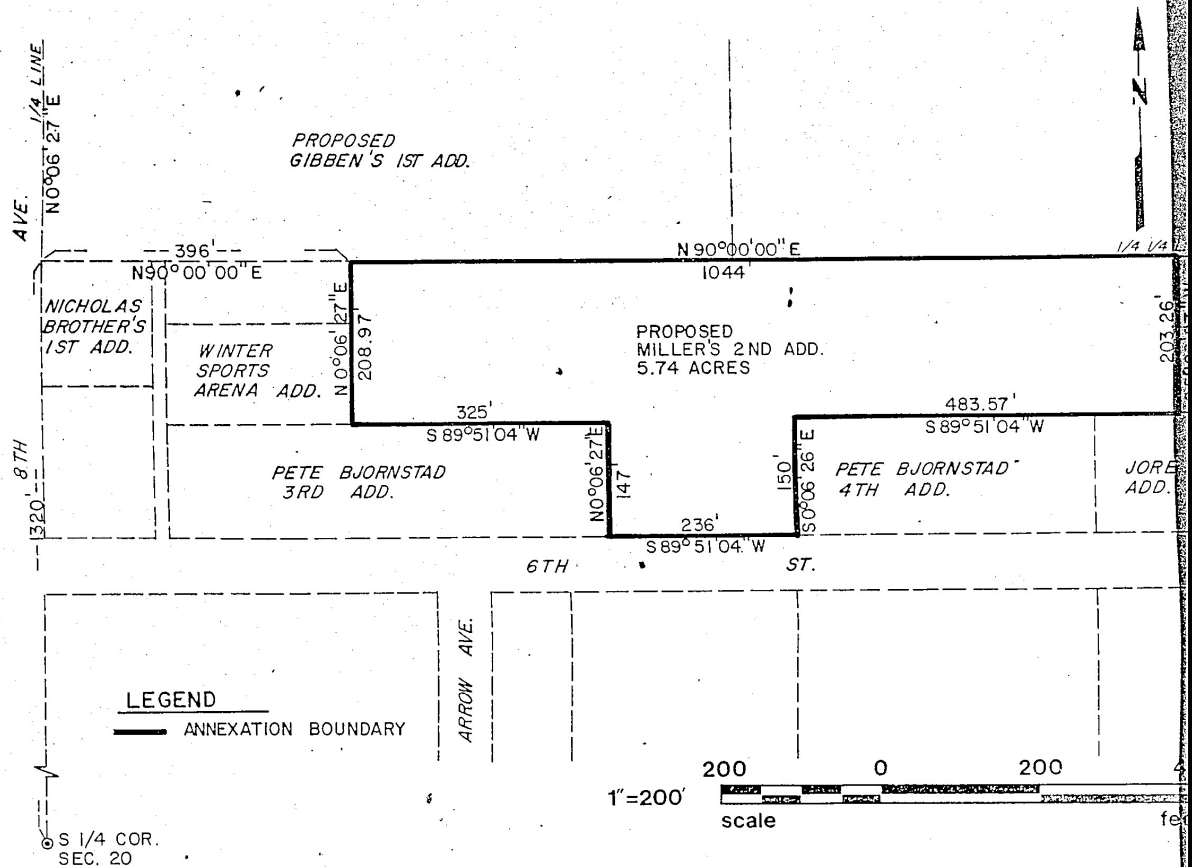 1/4 LINE
N0°06'27"E
AVE.
PROPOSED
GIBBEN'S 1ST ADD.
N
396'
N90°00'00"E
N 90°00'00"E
1044'
1/4 1/4
NICHOLAS
BROTHER'S
1ST ADD.
WINTER
SPORTS
ARENA ADD.
N0°06'27"E
208.97
PROPOSED
MILLER'S 2ND ADD.
5.74 ACRES
203.26'
325'
S89°51'04"W
483.57'
S89°51'04"W
8TH
320'
PETE BJORNSTAD
3RD ADD.
N0°06'27"E
147'
150'
S0°06'26"E
PETE BJORNSTAD
4TH ADD.
ADD.
236'
S89°51'04"W
6TH ST.
ARROW AVE.
LEGEND
ANNEXATION BOUNDARY
1"=200'
200 0 200
scale
S 1/4 COR.
SEC. 20